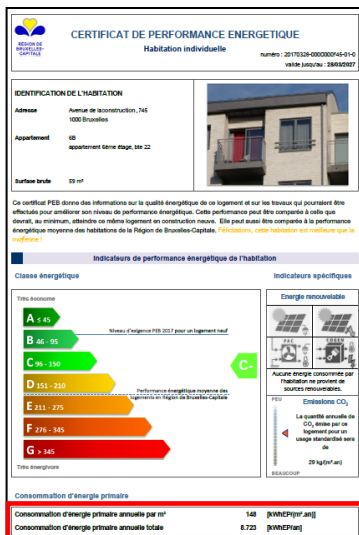 CERTIFICAT DE PERFORMANCE ENERGETIQUE
Habitation individuelle
RÉGION DE
BRUXELLES-
CAPITALE
numéro : 20170328-0000000745-01-0
valide jusqu'au : 28/03/2027
IDENTIFICATION DE L'HABITATION
Adresse Avenue de laconstruction, 745
1000 Bruxelles
Appartement 6B
appartement 6ème étage, bte 22
Surface brute 59 m²
Ce certificat PEB donne des informations sur la qualité énergétique de ce logement et sur les travaux qui pourraient être
effectués pour améliorer son niveau de performance énergétique. Cette performance peut être comparée à celle que
devrait, au minimum, atteindre ce même logement en construction neuve. Elle peut aussi être comparée à la performance
énergétique moyenne des habitations de la Région de Bruxelles-Capitale. Félicitations, cette habitation est meilleure que la
moyenne !
Indicateurs de performance énergétique de l'habitation
Classe énergétique
Indicateurs spécifiques
Très économe
A ≤ 45
B 46 - 95
C 96 - 150
D 151 - 210
E 211 - 275
F 276 - 345
G > 345
Très énergivore
Niveau d'exigence PEB 2017 pour un logement neuf
Performance énergétique moyenne des
logements en Région de Bruxelles-Capitale
C-
Energie renouvelable
PAC
COGEN
Aucune énergie consommée par
l'habitation ne provient de
sources renouvelables.
PEU
Emissions CO₂
La quantité annuelle de
CO₂ émise par ce
logement pour un
usage standardisé sera
de
20 kg/(m².an)
BEAUCOUP
Consommation d'énergie primaire
Consommation d'énergie primaire annuelle par m² 148 [kWhEP/(m².an)]
Consommation d'énergie primaire annuelle totale 8.723 [kWhEP/an]